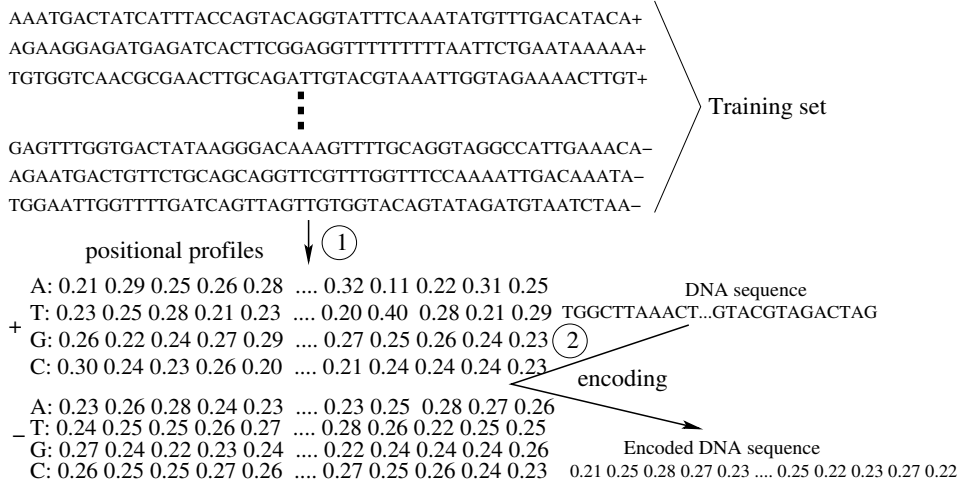 AAATGACTATCATTTACCAGTACAGGTATTTCAAATATGTTTGACATACA+
AGAAGGAGATGAGATCACTTCGGAGGTTTTTTTTTAATTCTGAATAAAAA+
TGTGGTCAACGCGAACTTGCAGATTGTACGTAAATTGGTAGAAAACTTGT+
Training set
GAGTTTGGTGACTATAAGGGACAAAGTTTTGCAGGTAGGCCATTGAAACA−
AGAATGACTGTTCTGCAGCAGGTTCGTTTGGTTTCCAAAATTGACAAATA−
TGGAATTGGTTTTGATCAGTTAGTTGTGGTACAGTATAGATGTAATCTAA−
positional profiles 1
+
A: 0.21 0.29 0.25 0.26 0.28 .... 0.32 0.11 0.22 0.31 0.25
T: 0.23 0.25 0.28 0.21 0.23 .... 0.20 0.40 0.28 0.21 0.29
G: 0.26 0.22 0.24 0.27 0.29 .... 0.27 0.25 0.26 0.24 0.23
C: 0.30 0.24 0.23 0.26 0.20 .... 0.21 0.24 0.24 0.24 0.23
−
A: 0.23 0.26 0.28 0.24 0.23 .... 0.23 0.25 0.28 0.27 0.26
T: 0.24 0.25 0.25 0.26 0.27 .... 0.28 0.26 0.22 0.25 0.25
G: 0.27 0.24 0.22 0.23 0.24 .... 0.22 0.24 0.24 0.24 0.26
C: 0.26 0.25 0.25 0.27 0.26 .... 0.27 0.25 0.26 0.24 0.23
DNA sequence
TGGCTTAAACT...GTACGTAGACTAG
2
encoding
Encoded DNA sequence
0.21 0.25 0.28 0.27 0.23 .... 0.25 0.22 0.23 0.27 0.22